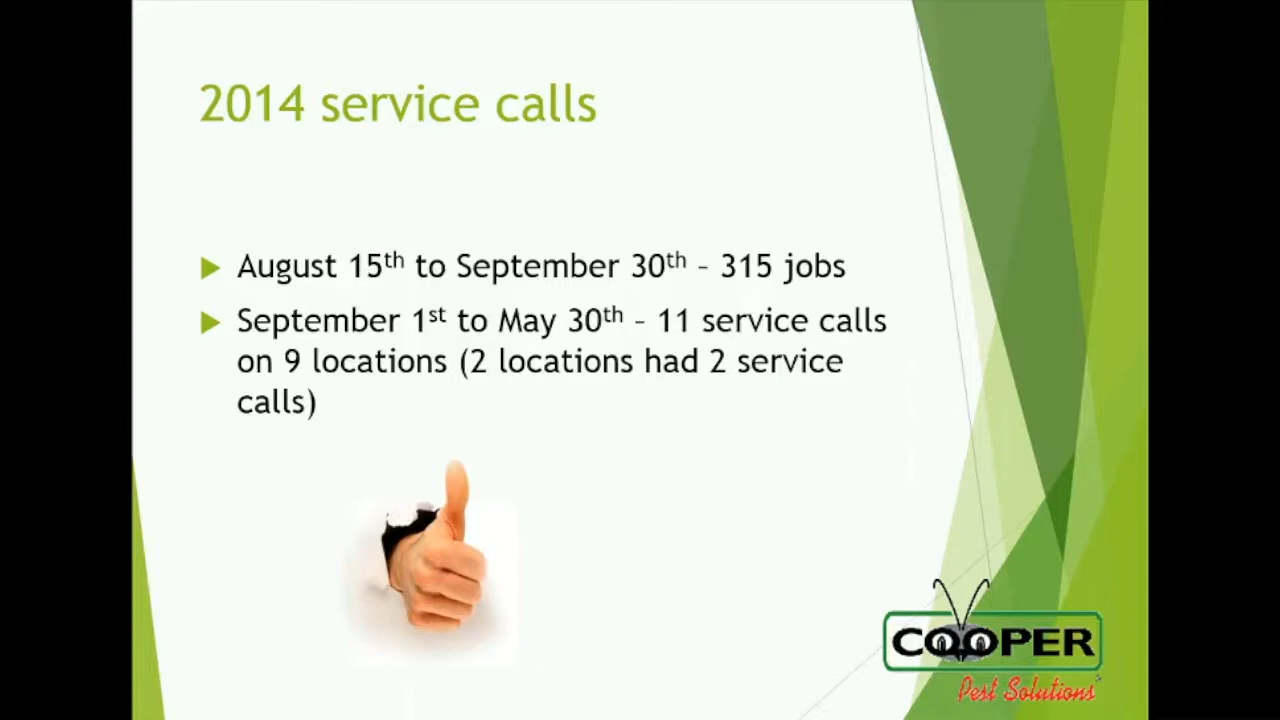 2014 service calls
August 15th to September 30th – 315 jobs
September 1st to May 30th – 11 service calls
on 9 locations (2 locations had 2 service
calls)
COOPER
Pest Solutions